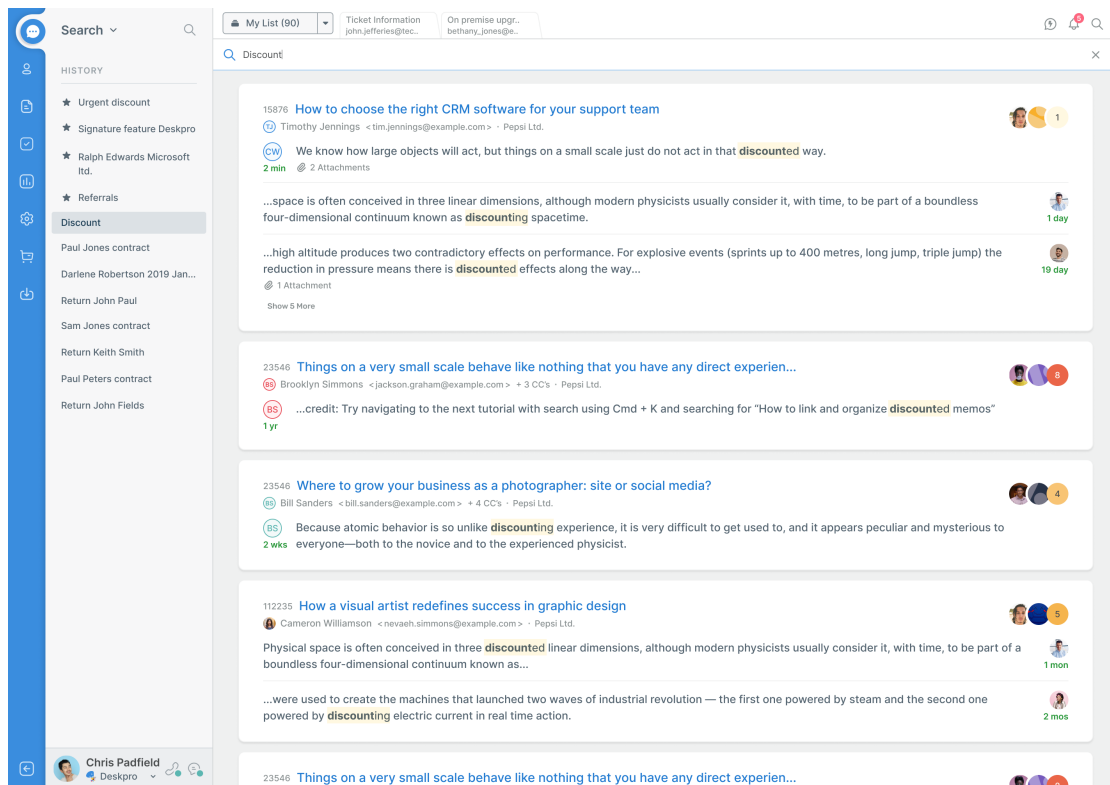 Search
HISTORY
Urgent discount
Signature feature Deskpro
Ralph Edwards Microsoft
ltd.
Referrals
Discount
Paul Jones contract
Darlene Robertson 2019 Jan...
Return John Paul
Sam Jones contract
Return Keith Smith
Paul Peters contract
Return John Fields
Chris Padfield
Deskpro
My List (90)
Ticket Information
john.jefferies@tec..
On premise upgr..
bethany_jones@e..
5
Discount
15876 How to choose the right CRM software for your support team
1
TJ Timothy Jennings <tim.jennings@example.com> · Pepsi Ltd.
CW We know how large objects will act, but things on a small scale just do not act in that discounted way.
2 min 2 Attachments
...space is often conceived in three linear dimensions, although modern physicists usually consider it, with time, to be part of a boundless
four-dimensional continuum known as discounting spacetime.
1 day
...high altitude produces two contradictory effects on performance. For explosive events (sprints up to 400 metres, long jump, triple jump) the
reduction in pressure means there is discounted effects along the way...
19 day
1 Attachment
Show 5 More
23546 Things on a very small scale behave like nothing that you have any direct experien...
8
BS Brooklyn Simmons <jackson.graham@example.com> + 3 CC's · Pepsi Ltd.
BS ...credit: Try navigating to the next tutorial with search using Cmd + K and searching for “How to link and organize discounted memos”
1 yr
23546 Where to grow your business as a photographer: site or social media?
4
BS Bill Sanders <bill.sanders@example.com> + 4 CC's · Pepsi Ltd.
BS Because atomic behavior is so unlike discounting experience, it is very difficult to get used to, and it appears peculiar and mysterious to
2 wks everyone—both to the novice and to the experienced physicist.
112235 How a visual artist redefines success in graphic design
5
Cameron Williamson <nevaeh.simmons@example.com> · Pepsi Ltd.
Physical space is often conceived in three discounted linear dimensions, although modern physicists usually consider it, with time, to be part of a
boundless four-dimensional continuum known as...
1 mon
...were used to create the machines that launched two waves of industrial revolution — the first one powered by steam and the second one
powered by discounting electric current in real time action.
2 mos
23546 Things on a very small scale behave like nothing that you have any direct experien...